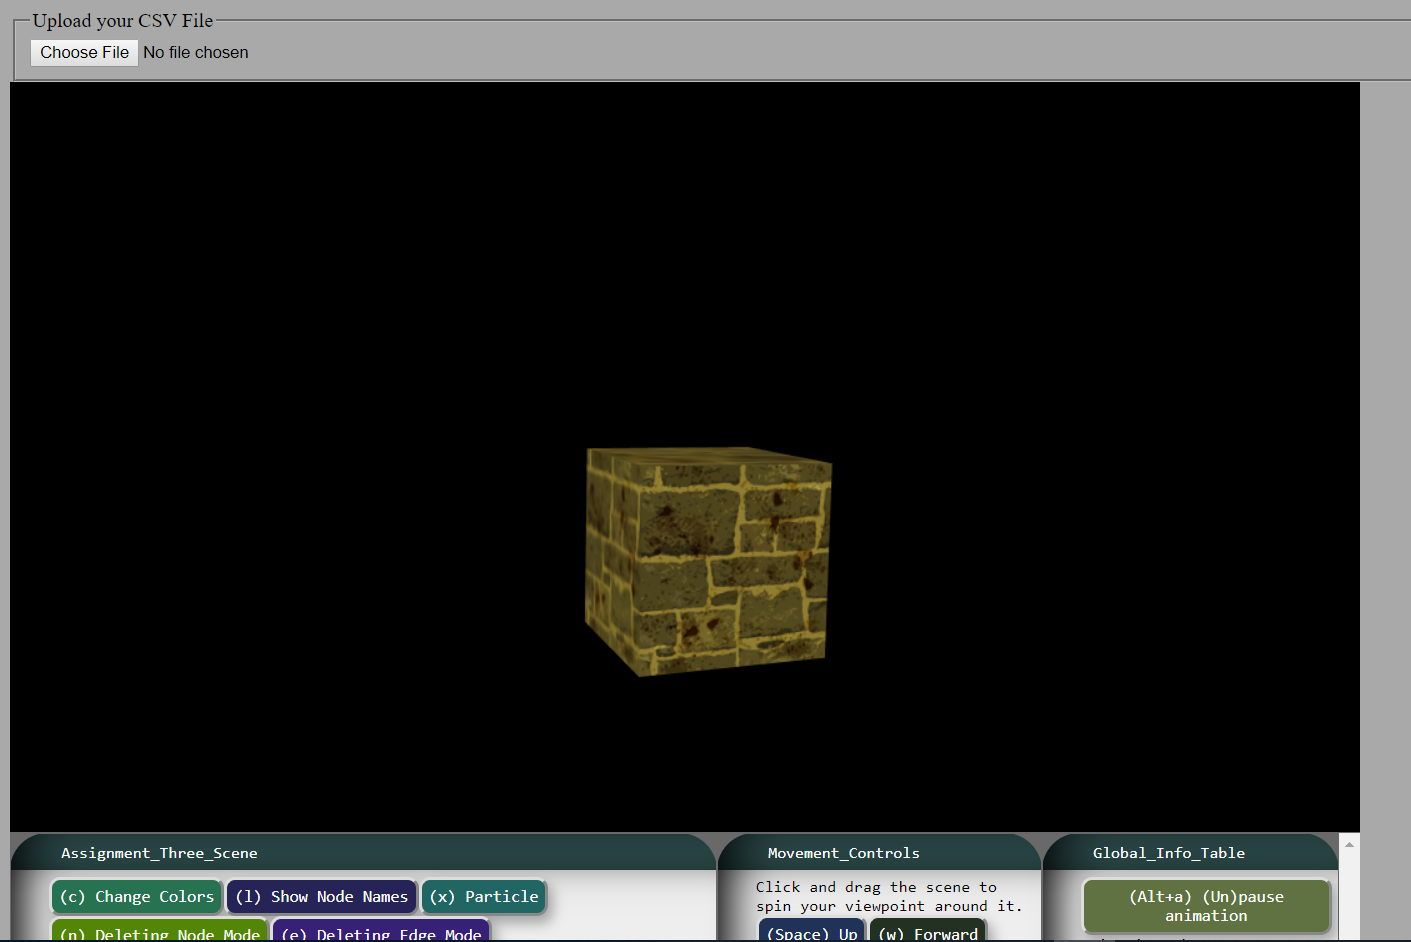 Upload your CSV File
Choose File No file chosen
Assignment_Three_Scene
Movement_Controls
Global_Info_Table
(c) Change Colors
(l) Show Node Names
(x) Particle
(n) Deleting Node Mode
(e) Deleting Edge Mode
Click and drag the scene to
spin your viewpoint around it.
(Space) Up
(w) Forward
(Alt+a) (Un)pause
animation